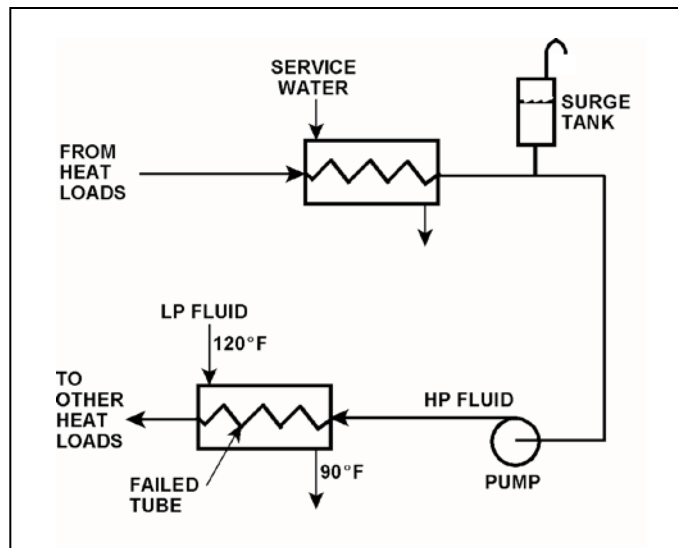 SERVICE
WATER
SURGE
TANK
FROM
HEAT
LOADS
LP FLUID
120°F
TO
OTHER
HEAT
LOADS
HP FLUID
90°F
PUMP
FAILED
TUBE